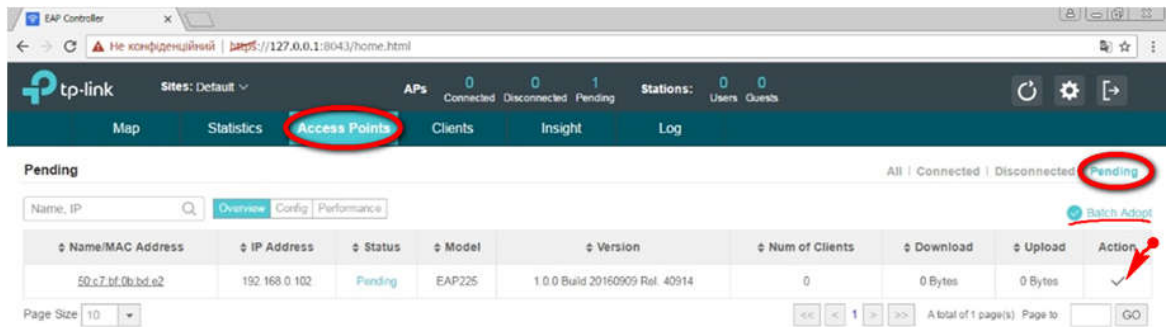 EAP Controller
Не конфіденційний | https://127.0.0.1:8043/home.html
tp-link Sites: Default APs 0 Connected 0 Disconnected 1 Pending Stations: 0 Users 0 Guests
Map Statistics Access Points Clients Insight Log
Pending All | Connected | Disconnected | Pending
Name, IP Overview Config Performance Batch Adopt
Name/MAC Address IP Address Status Model Version Num of Clients Download Upload Action
50:c7:bf:0b:bd:e2 192.168.0.102 Pending EAP225 1.0.0 Build 20160909 Rel. 40914 0 0 Bytes 0 Bytes
Page Size 10 << < 1 > >> A total of 1 page(s) Page to GO